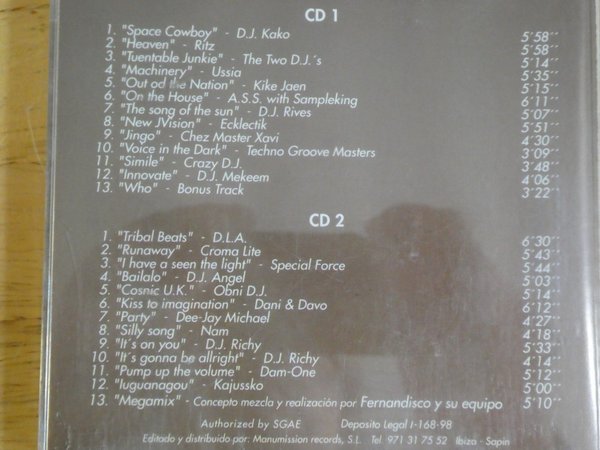 CD 1
1. "Space Cowboy" - D.J. Kako 5´58´´
2. "Heaven" - Ritz 5´58´´
3. "Tuentable Junkie" - The Two D.J.´s 5´14´´
4. "Machinery" - Ussia 5´35´´
5. "Out od the Nation" - Kike Jaen 5´15´´
6 "On the House" - A.S.S. with Sampleking 6´11´´
7. "The song of the sun" - D.J. Rives 5´07´´
8. "New JVision" - Ecklectik 5´51´´
9. "Jingo" - Chez Master Xavi 4´30´´
10. "Voice in the Dark" - Techno Groove Masters 3´09´´
11. "Simile" - Crazy D.J. 3´48´´
12. "Innovate" - D.J. Mekeem 4´06´´
13. "Who" - Bonus Track 3´22´´
CD 2
1. "Tribal Beats" - D.L.A. 6´30´´
2. "Runaway" - Croma Lite 5´43´´
3. "I have a seen the light" - Special Force 5´44´´
4. "Bailalo" - D.J. Angel 5´03´´
5. "Cosnic U.K." - Obni D.J. 5´14´´
6. "Kiss to imagination" - Dani & Davo 6´12´´
7. "Party" - Dee-Jay Michael 4´27´´
8. "Silly song" - Nam 4´18´´
9. "It´s on you" - D.J. Richy 5´33´´
10. "It´s gonna be allright" - D.J. Richy 4´14´´
11. "Pump up the volume" - Dam-One 5´12´´
12. "Iuguanagou" - Kajussko 5´00´´
13. "Megamix" - Concepto mezcla y realización por Fernandisco y su equipo 5´10´´
Authorized by SGAE Deposito Legal I-168-98
Editado y distribuido por: Manumission records, S.L. Tel 971 31 75 52 Ibiza - Sapin